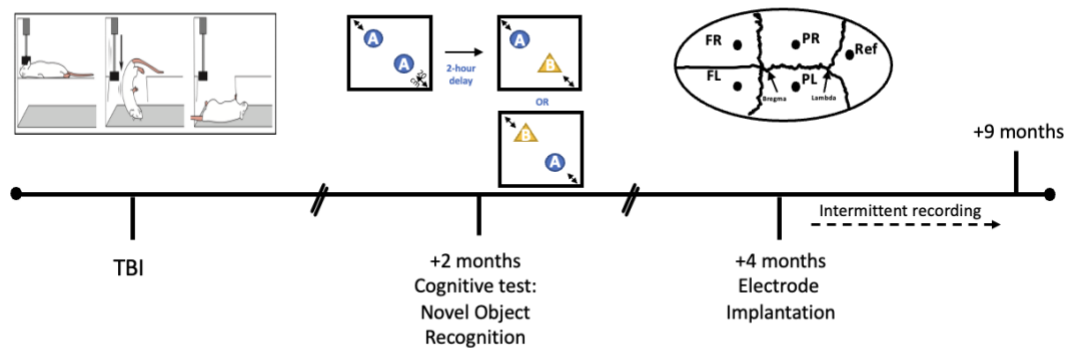 A
A
2-hour
delay
A
B
OR
B
A
FR
PR
Ref
FL
PL
Bregma
Lambda
+9 months
Intermittent recording
TBI
+2 months
Cognitive test:
Novel Object
Recognition
+4 months
Electrode
Implantation